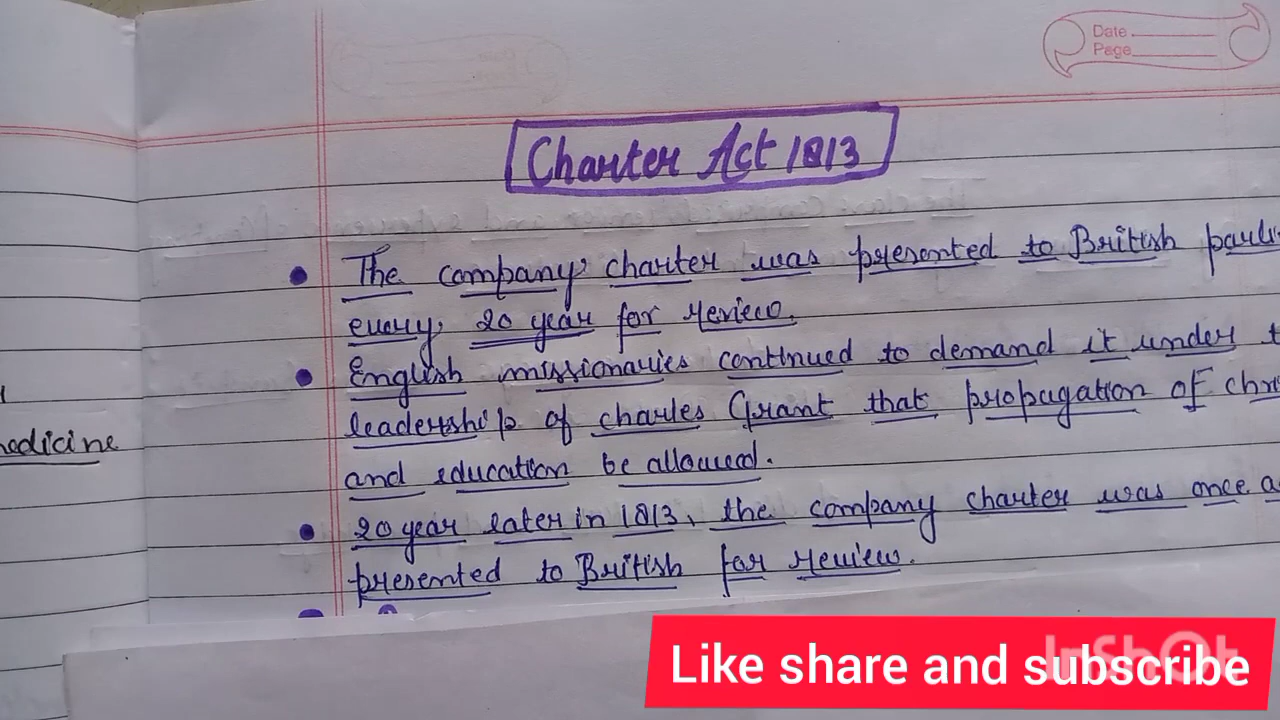 Date
Page
Charter Act 1813
The company charter was presented to British parli
every 20 year for review.
English missionaries continued to demand it under t
leadership of charles Grant that propagation of chri
and education be allowed.
20 year later in 1813, the company charter was once a
presented to British for review.
medicine
Like share and subscribe
InShOt